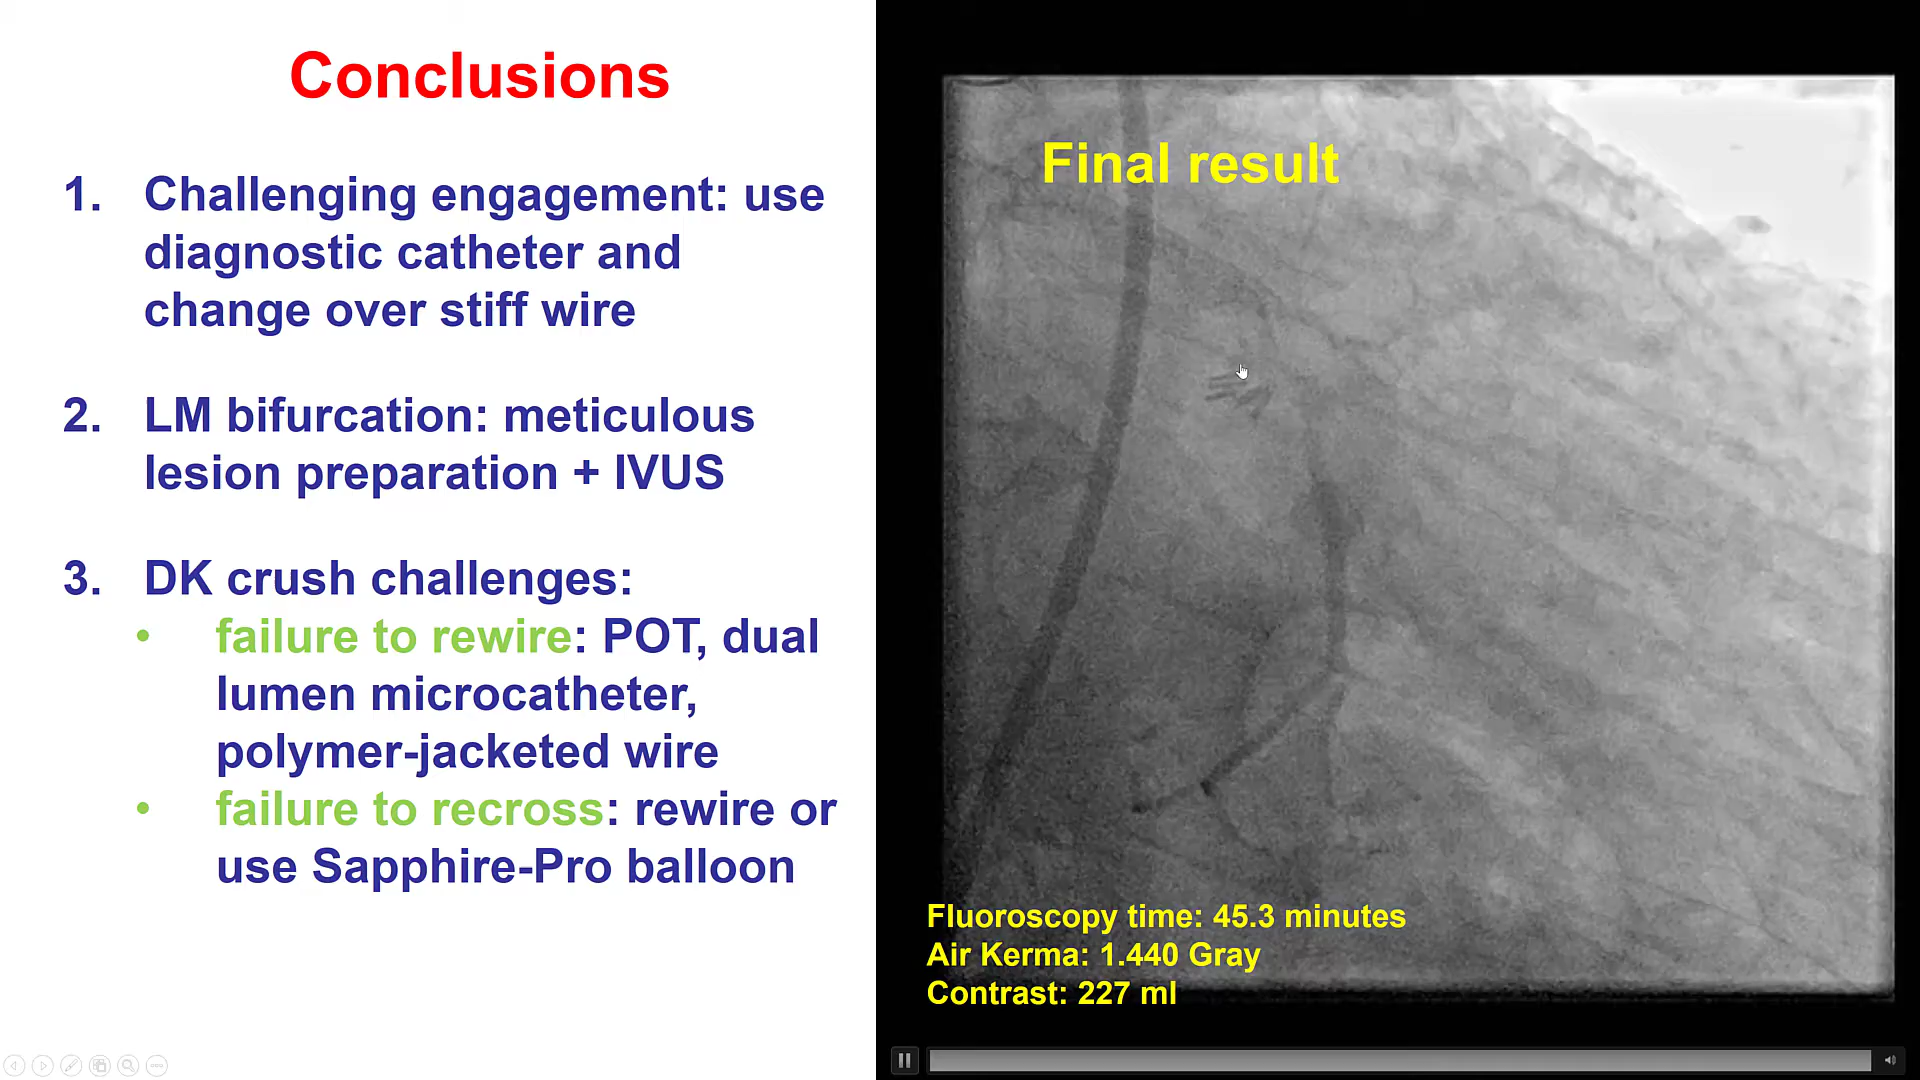 Conclusions
1. Challenging engagement: use
diagnostic catheter and
change over stiff wire
2. LM bifurcation: meticulous
lesion preparation + IVUS
3. DK crush challenges:
• failure to rewire: POT, dual
lumen microcatheter,
polymer-jacketed wire
• failure to recross: rewire or
use Sapphire-Pro balloon
Final result
Fluoroscopy time: 45.3 minutes
Air Kerma: 1.440 Gray
Contrast: 227 ml